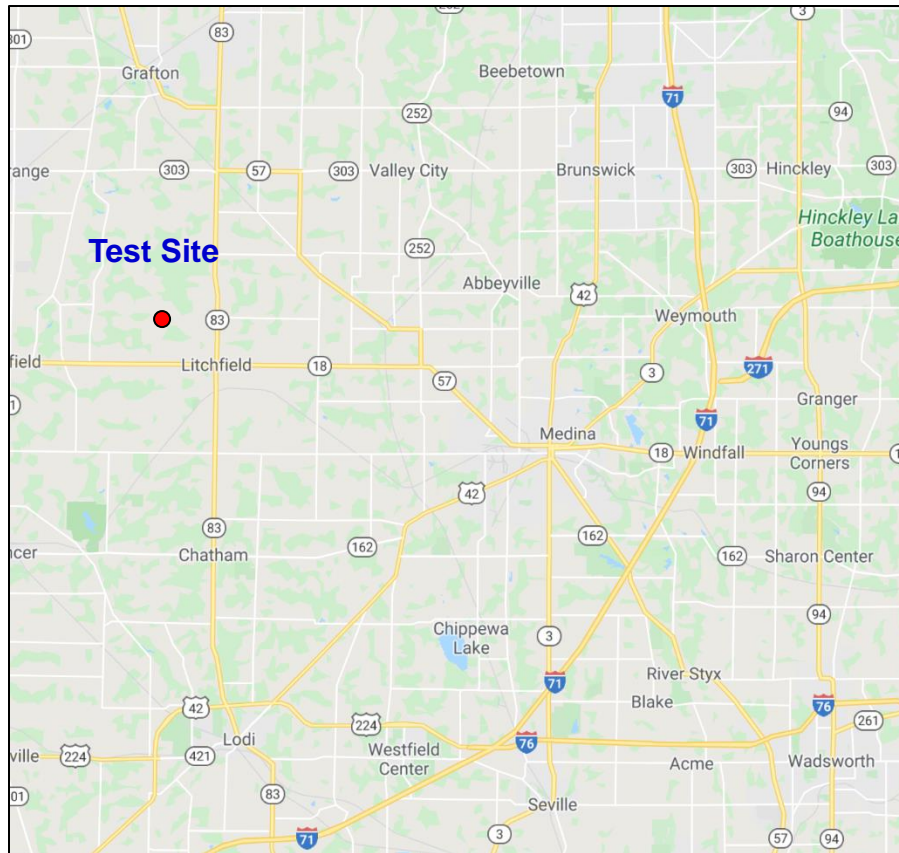 301
83
252
3
Grafton
Beebetown
71
94
252
303
57
303
Valley City
Brunswick
303
Hinckley
303
range
Hinckley La
Boathouse
Test Site
252
Abbeyville
42
Weymouth
83
field
Litchfield
18
57
3
271
Granger
71
Medina
18
Windfall
Youngs
Corners
42
94
83
162
162
162
ncer
Chatham
Sharon Center
94
Chippewa
Lake
3
River Styx
71
Blake
42
224
76
261
Lodi
ville
224
421
76
Westfield
Center
Acme
Wadsworth
83
Seville
3
71
57
94